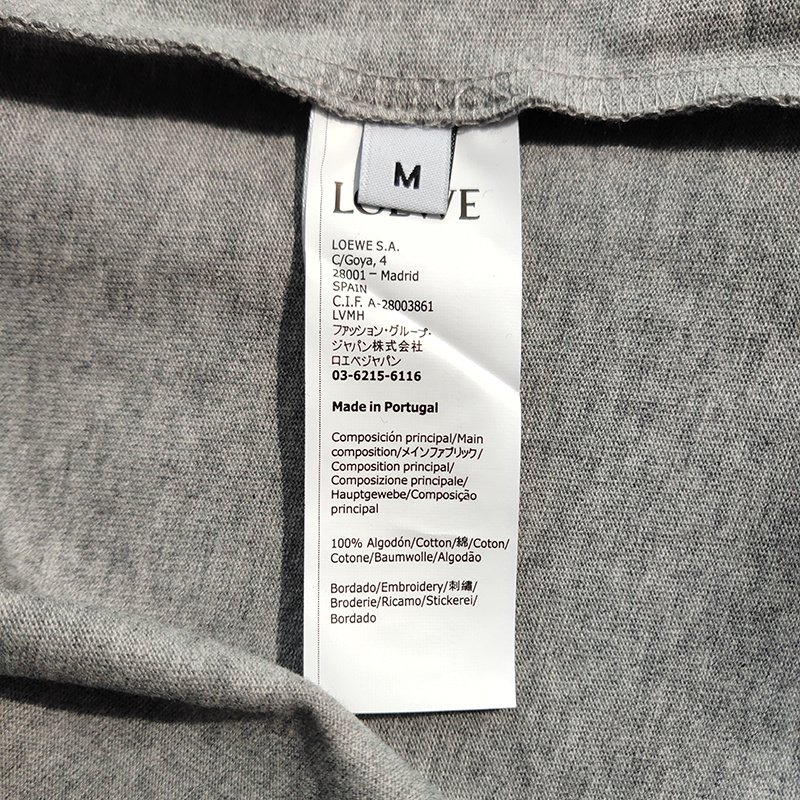 M
LOEWE
LOEWE S.A.
C/Goya, 4
28001 – Madrid
SPAIN
C.I.F. A-28003861
LVMH
ファッション・グループ・
ジャパン株式会社
ロエベジャパン
03-6215-6116
Made in Portugal
Composición principal/Main
composition/メインファブリック/
Composition principal/
Composizione principale/
Hauptgewebe/Composição
principal
100% Algodón/Cotton/綿/Coton/
Cotone/Baumwolle/Algodão
Bordado/Embroidery/刺繍/
Broderie/Ricamo/Stickerei/
Bordado